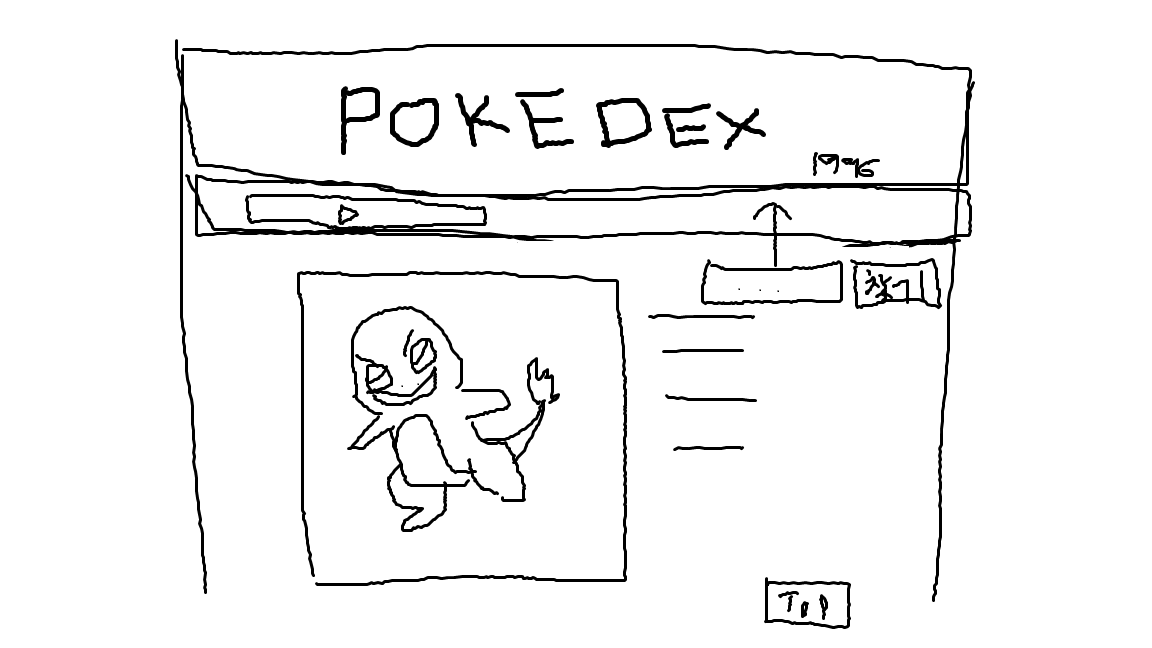 POKEDEX
1996
....
찾기
TOP